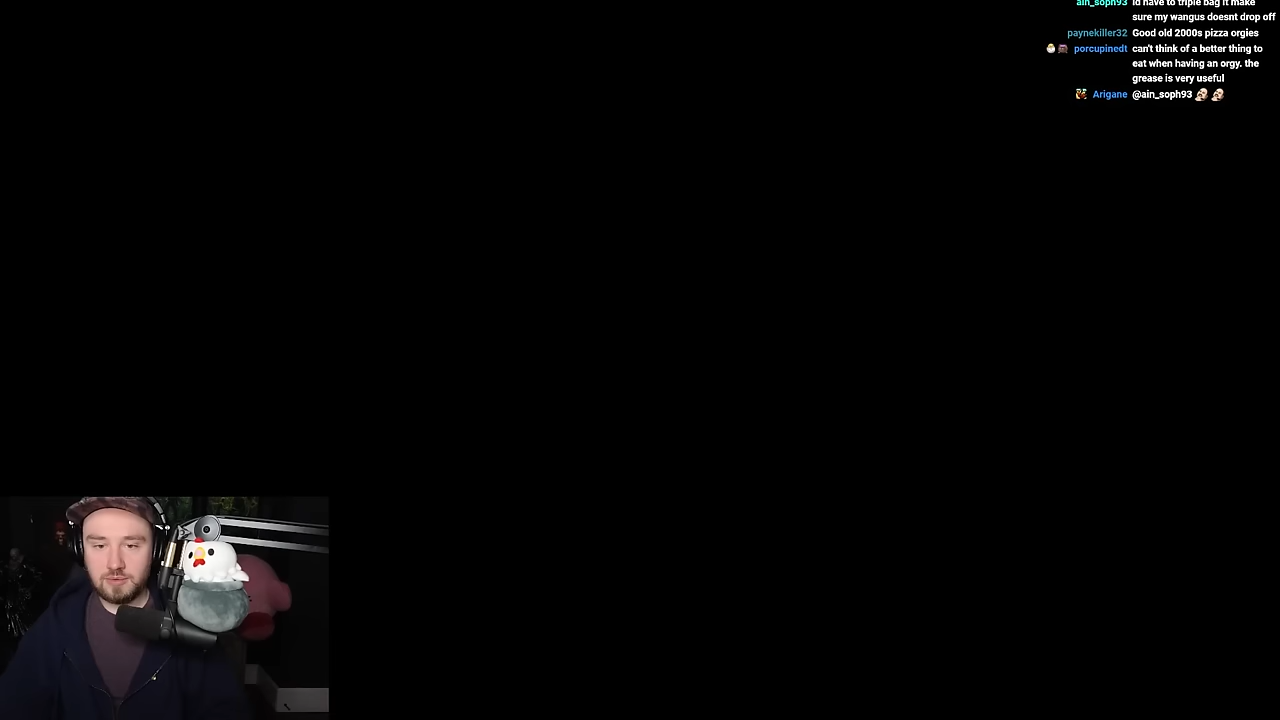 ain_soph93 id have to triple bag it make
sure my wangus doesnt drop off
paynekiller32 Good old 2000s pizza orgies
porcupinedt can't think of a better thing to
eat when having an orgy. the
grease is very useful
Arigane @ain_soph93